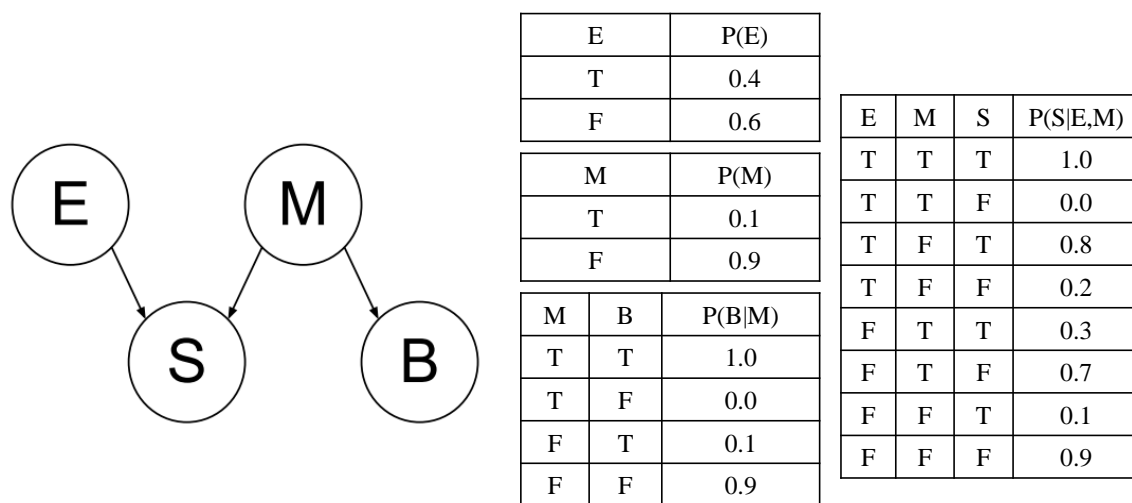 E M
S B
E P(E)
T 0.4
F 0.6
M P(M)
T 0.1
F 0.9
M B P(B|M)
T T 1.0
T F 0.0
F T 0.1
F F 0.9
E M S P(S|E,M)
T T T 1.0
T T F 0.0
T F T 0.8
T F F 0.2
F T T 0.3
F T F 0.7
F F T 0.1
F F F 0.9